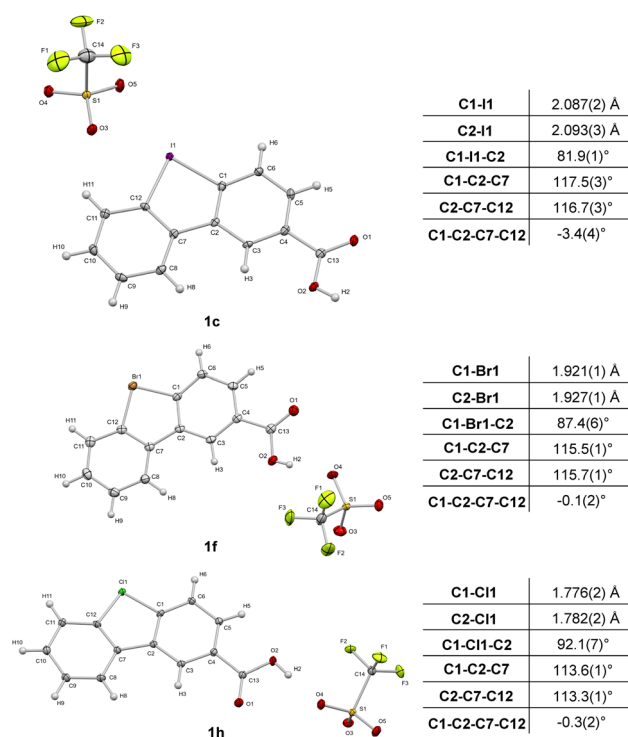 F2
F1
F3
C14
O5
O4
S1
O3
H6
I1
C1
C6
H11
C5
H5
C12
C11
C2
C7
C4
O1
H10
C3
C10
C8
C13
C9
H3
O2
H2
H8
H9
1c
C1-I1 2.087(2) Å
C2-I1 2.093(3) Å
C1-I1-C2 81.9(1)°
C1-C2-C7 117.5(3)°
C2-C7-C12 116.7(3)°
C1-C2-C7-C12 -3.4(4)°
H6
Br1
C6
H5
C1
C5
O1
C12
C4
H11
C2
C13
C11
C7
C3
O2
H2
H3
H10
C8
C10
C9
H8
H9
O4
F1
S1
O5
F3
C14
O3
F2
1f
C1-Br1 1.921(1) Å
C2-Br1 1.927(1) Å
C1-Br1-C2 87.4(6)°
C1-C2-C7 115.5(1)°
C2-C7-C12 115.7(1)°
C1-C2-C7-C12 -0.1(2)°
H6
Cl1
H11
C1
C6
H5
C11
C12
C5
H10
C2
C10
C7
C4
O2
C3
H2
C9
C8
C13
H9
H8
H3
O1
F2
F1
C14
F3
O4
S1
O3
O5
1h
C1-Cl1 1.776(2) Å
C2-Cl1 1.782(2) Å
C1-Cl1-C2 92.1(7)°
C1-C2-C7 113.6(1)°
C2-C7-C12 113.3(1)°
C1-C2-C7-C12 -0.3(2)°